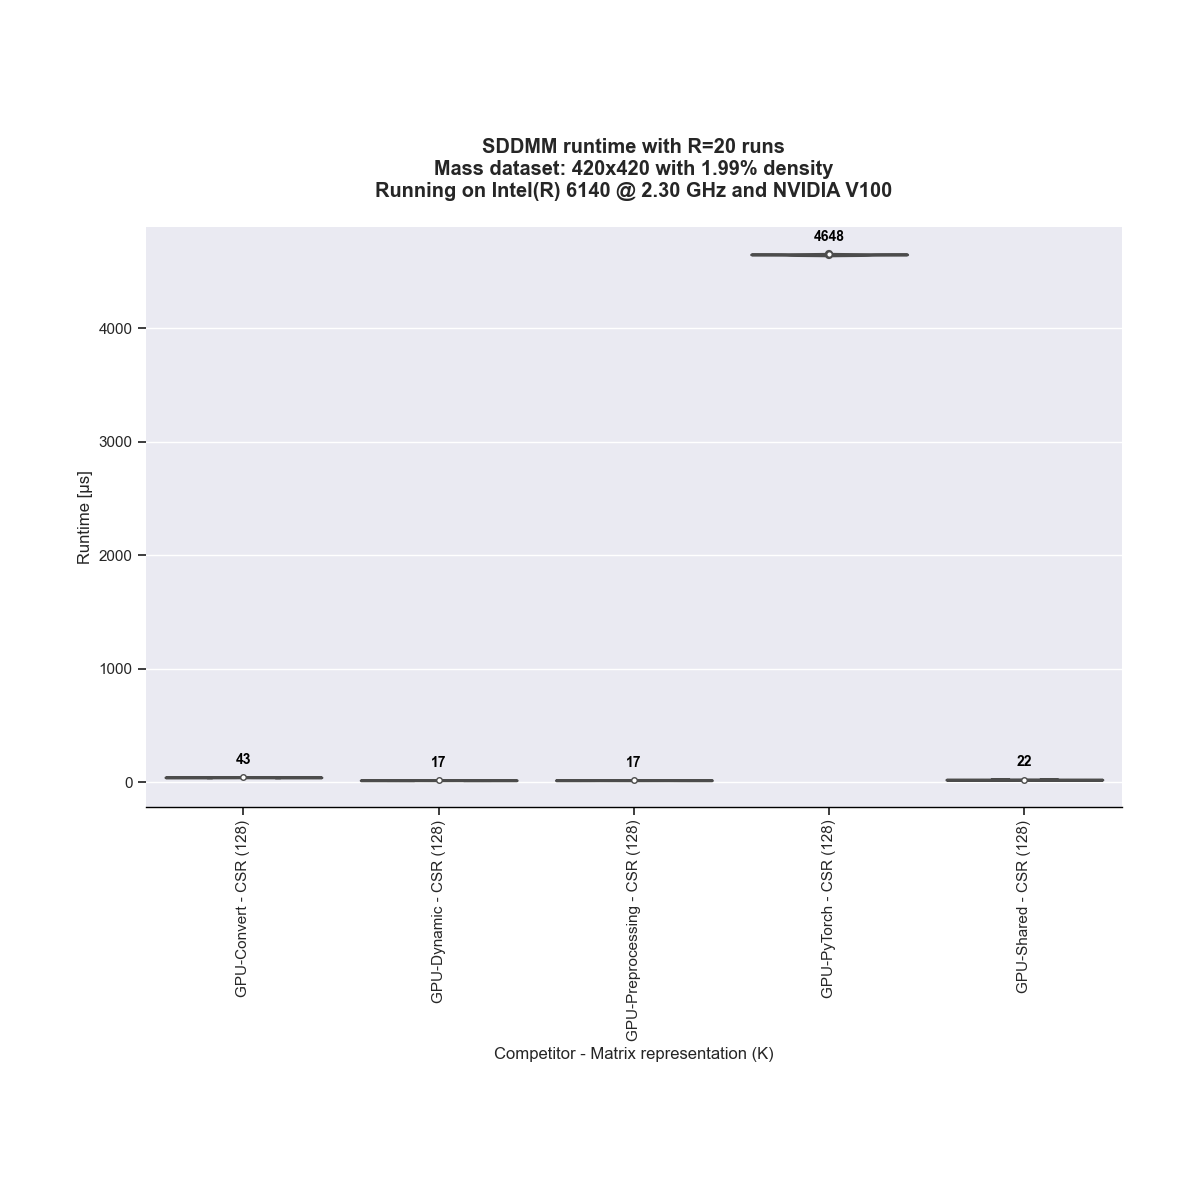 SDDMM runtime with R=20 runs
Mass dataset: 420x420 with 1.99% density
Running on Intel(R) 6140 @ 2.30 GHz and NVIDIA V100
4648
4000
3000
Runtime [μs]
2000
1000
43
17
17
22
0
GPU-Convert - CSR (128)
GPU-Dynamic - CSR (128)
GPU-Preprocessing - CSR (128)
GPU-PyTorch - CSR (128)
GPU-Shared - CSR (128)
Competitor - Matrix representation (K)